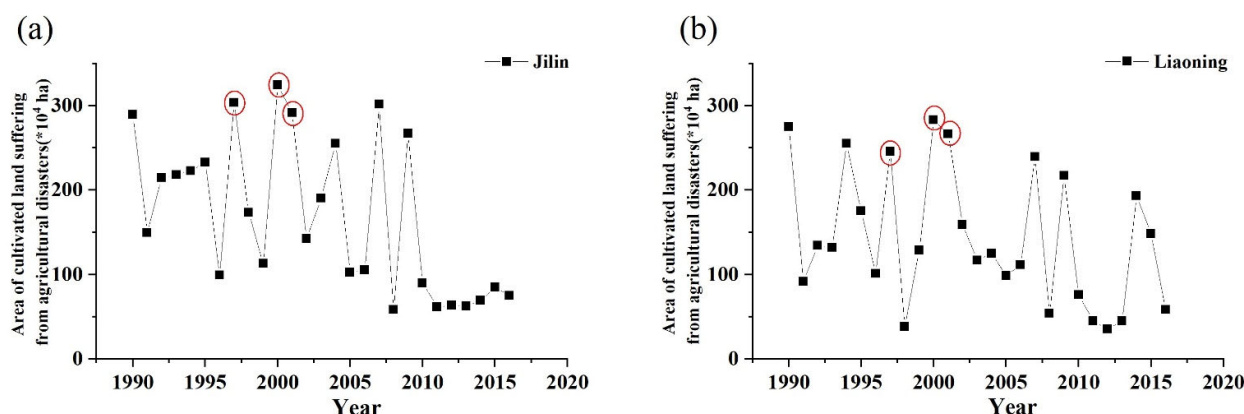 (a)
Jilin
Area of cultivated land suffering
from agricultural disasters(*10⁴ ha)
300
200
100
0
1990 1995 2000 2005 2010 2015 2020
Year
(b)
Liaoning
Area of cultivated land suffering
from agricultural disasters(*10⁴ ha)
300
200
100
0
1990 1995 2000 2005 2010 2015 2020
Year